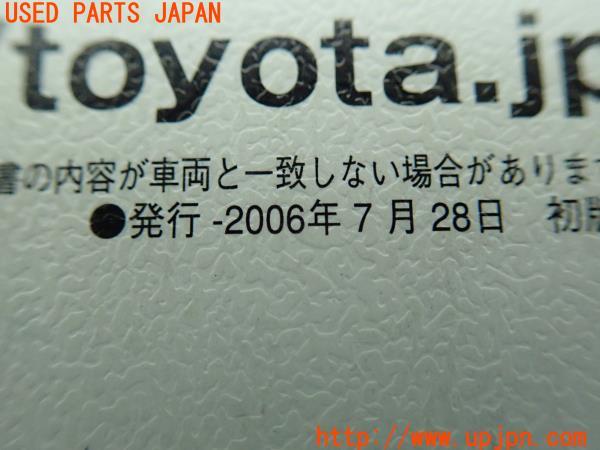 USED PARTS JAPAN
toyota.jp
書の内容が車両と一致しない場合があります
●発行 -2006年 7 月 28日 初版
http://www.upjpn.com